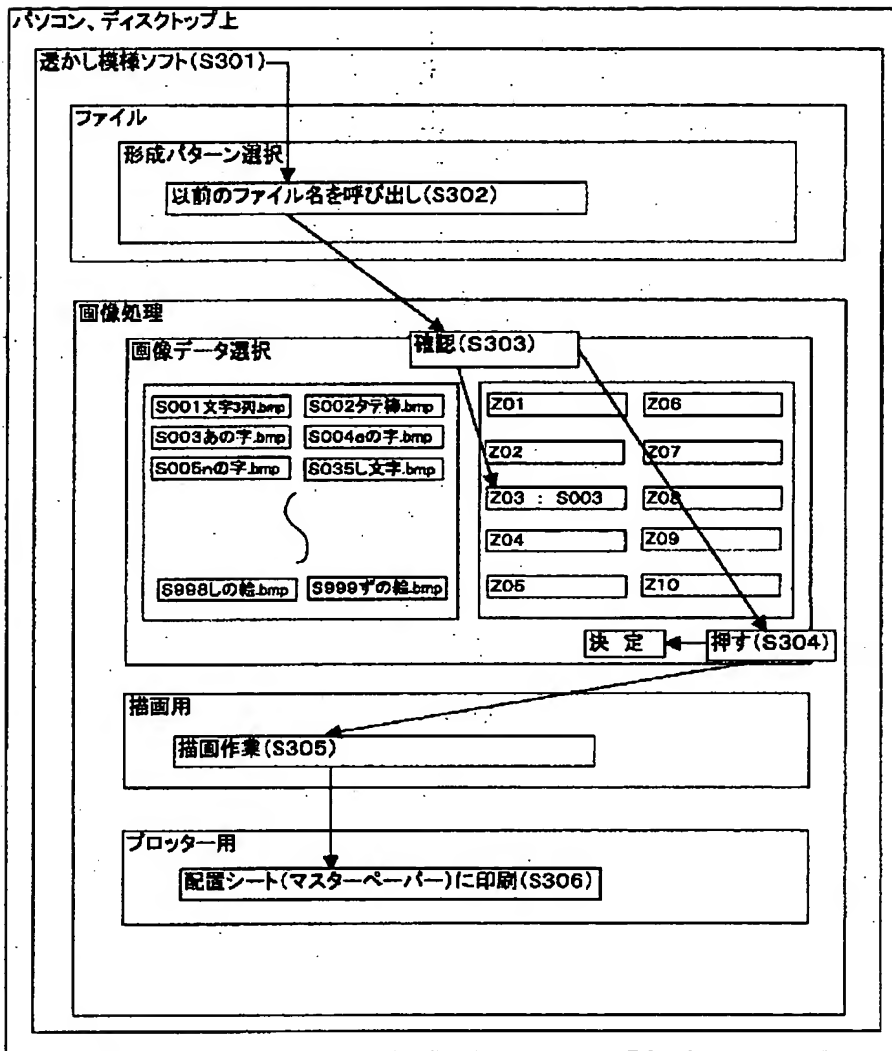 パソコン、ディスクトップ上
透かし模様ソフト(S301)
ファイル
形成パターン選択
以前のファイル名を呼び出し(S302)
画像処理
画像データ選択
確認(S303)
S001文字3列.bmp
S002タテ棒.bmp
S003あの字.bmp
S004aの字.bmp
S005nの字.bmp
S035し文字.bmp
S998しの絵.bmp
S999ずの絵.bmp
Z01
Z06
Z02
Z07
Z03 : S003
Z08
Z04
Z09
Z05
Z10
決 定
押す(S304)
描画用
描画作業(S305)
プロッター用
配置シート(マスターペーパー)に印刷(S306)